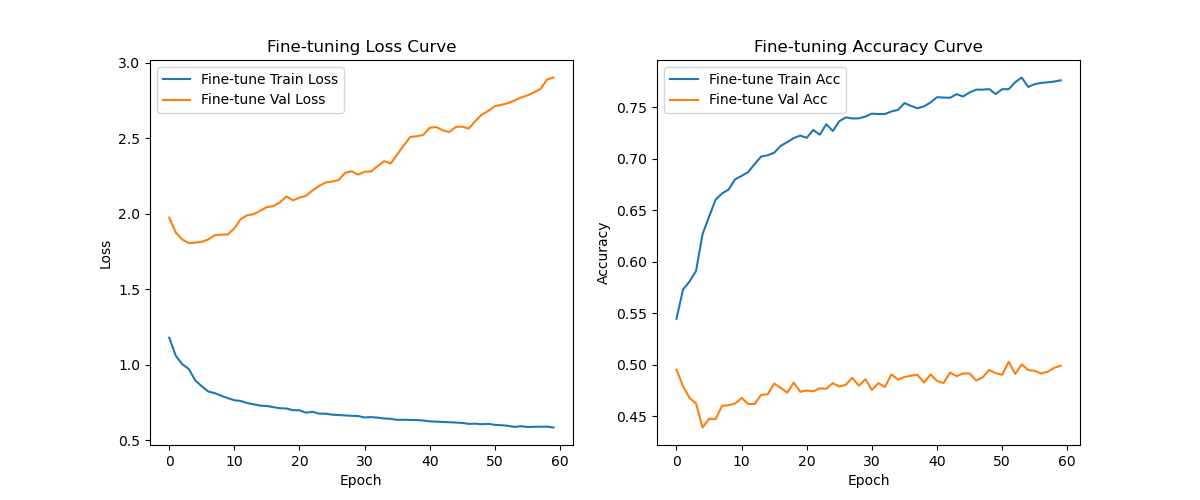 Fine-tuning Loss Curve
Fine-tune Train Loss
Fine-tune Val Loss
3.0
2.5
2.0
1.5
1.0
0.5
Loss
0
10
20
30
40
50
60
Epoch
Fine-tuning Accuracy Curve
Fine-tune Train Acc
Fine-tune Val Acc
0.75
0.70
0.65
0.60
0.55
0.50
0.45
Accuracy
0
10
20
30
40
50
60
Epoch